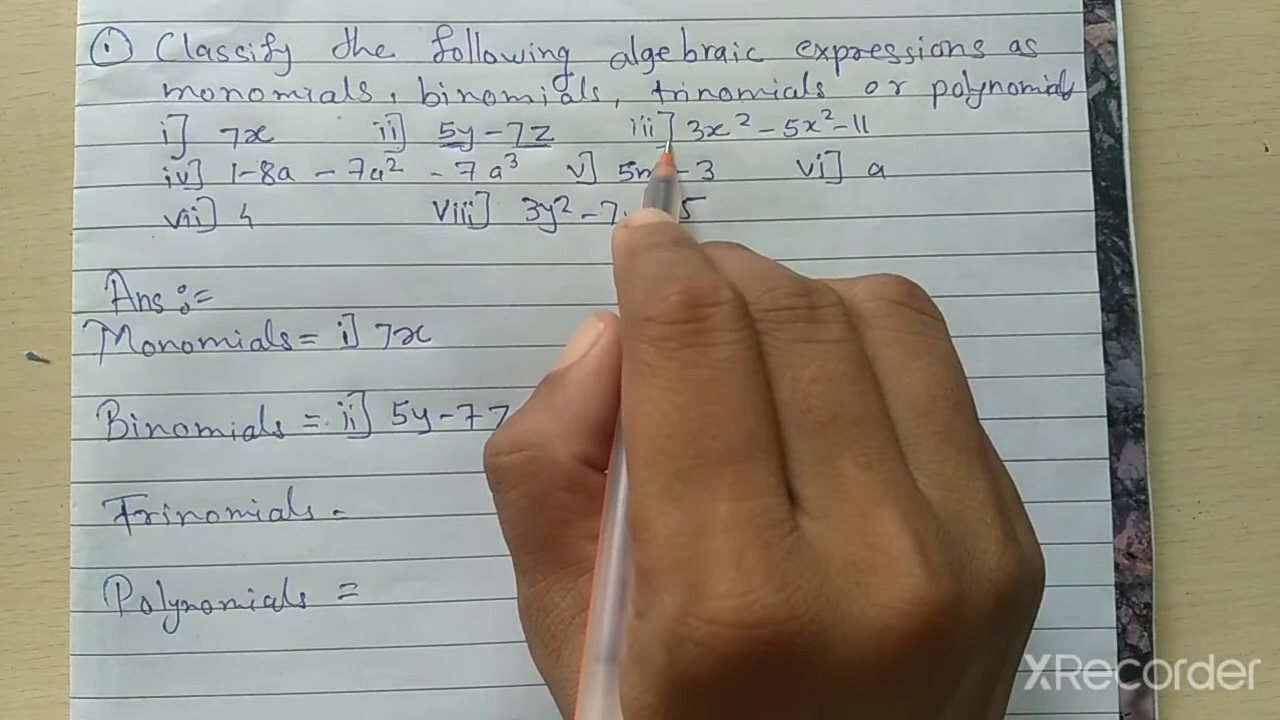 ① Classify the following algebraic expressions as
monomials, binomials, trinomials or polynomials
i] 7x ii] 5y - 7z iii] 3x² - 5x² - 11
iv] 1 - 8a - 7a² - 7a³ v] 5m - 3 vi] a
vii] 4 viii] 3y² - 7 5
Ans :=
Monomials = i] 7x
Binomials = ii] 5y - 7z
Trinomials =
Polynomials =
XRecorder